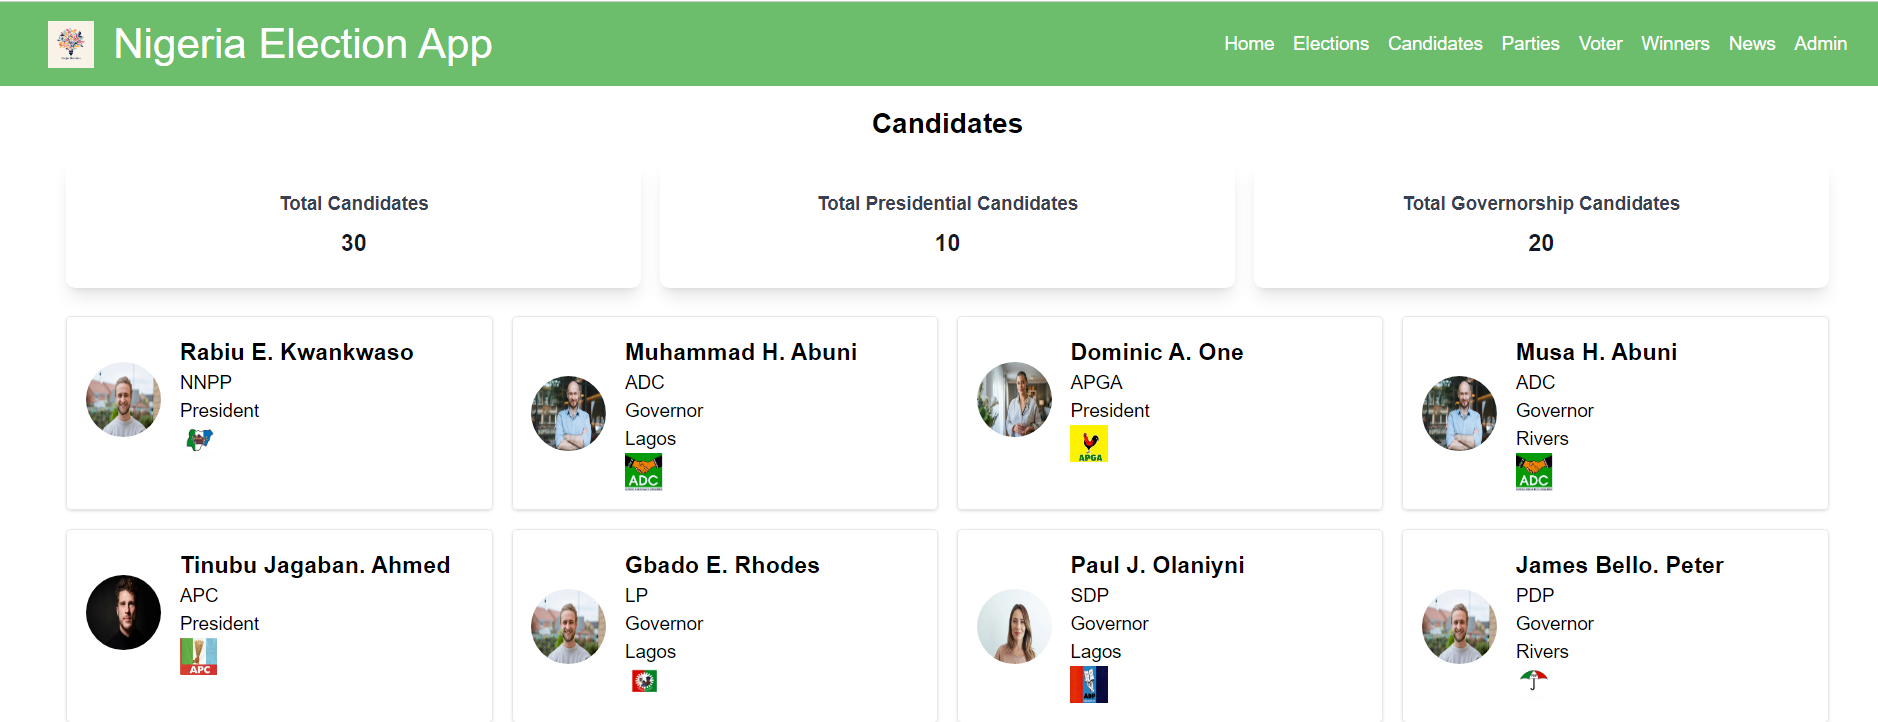 Nigeria Election App
Home Elections Candidates Parties Voter Winners News Admin
Candidates
Total Candidates
30
Total Presidential Candidates
10
Total Governorship Candidates
20
Rabiu E. Kwankwaso
NNPP
President
Muhammad H. Abuni
ADC
Governor
Lagos
ADC
Dominic A. One
APGA
President
APGA
Musa H. Abuni
ADC
Governor
Rivers
ADC
Tinubu Jagaban. Ahmed
APC
President
APC
Gbado E. Rhodes
LP
Governor
Lagos
Paul J. Olaniyni
SDP
Governor
Lagos
ADP
James Bello. Peter
PDP
Governor
Rivers